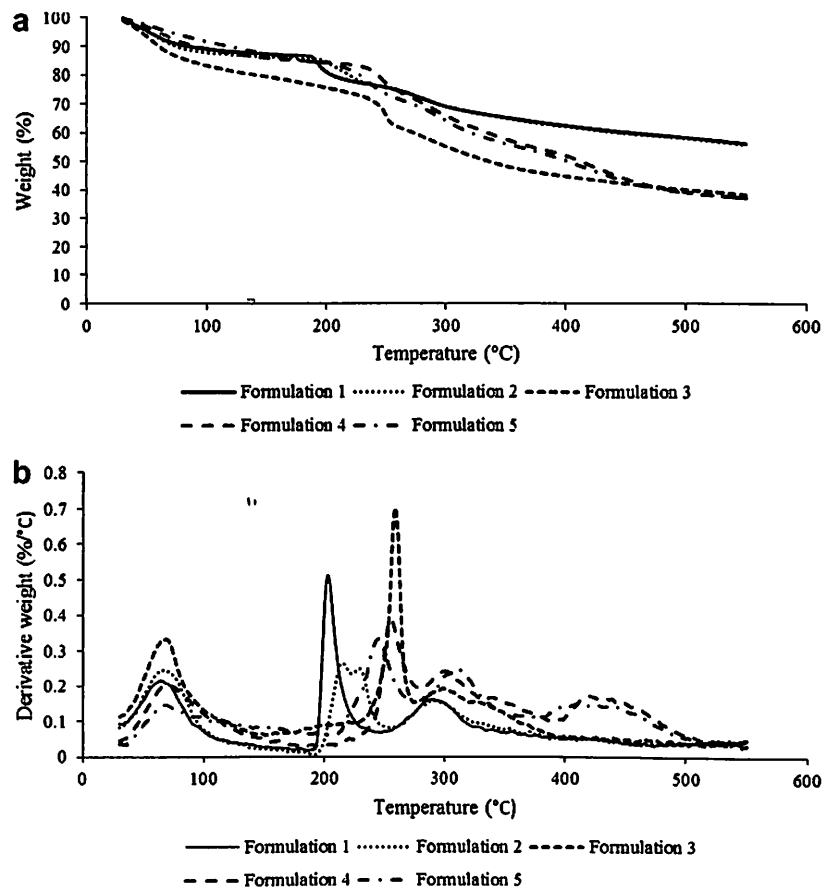 a
100
90
80
70
60
50
40
30
20
10
0
Weight (%)
0 100 200 300 400 500 600
Temperature (°C)
Formulation 1 Formulation 2 Formulation 3
Formulation 4 Formulation 5
b
0.8
0.7
0.6
0.5
0.4
0.3
0.2
0.1
0
Derivative weight (%/°C)
0 100 200 300 400 500 600
Temperature (°C)
Formulation 1 Formulation 2 Formulation 3
Formulation 4 Formulation 5